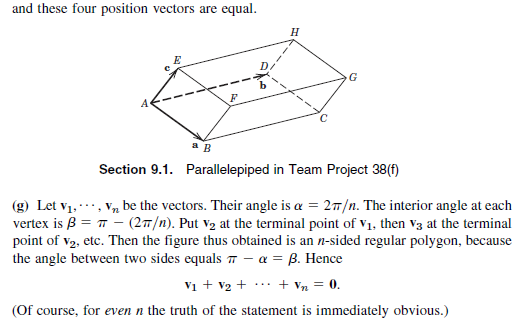 and these four position vectors are equal.
H
E
c
D
b
G
F
A
C
a B
Section 9.1. Parallelepiped in Team Project 38(f)
(g) Let v₁, ⋯, vₙ be the vectors. Their angle is α = 2π/n. The interior angle at each
vertex is β = π − (2π/n). Put v₂ at the terminal point of v₁, then v₃ at the terminal
point of v₂, etc. Then the figure thus obtained is an n-sided regular polygon, because
the angle between two sides equals π − α = β. Hence
v₁ + v₂ + ⋯ + vₙ = 0.
(Of course, for even n the truth of the statement is immediately obvious.)